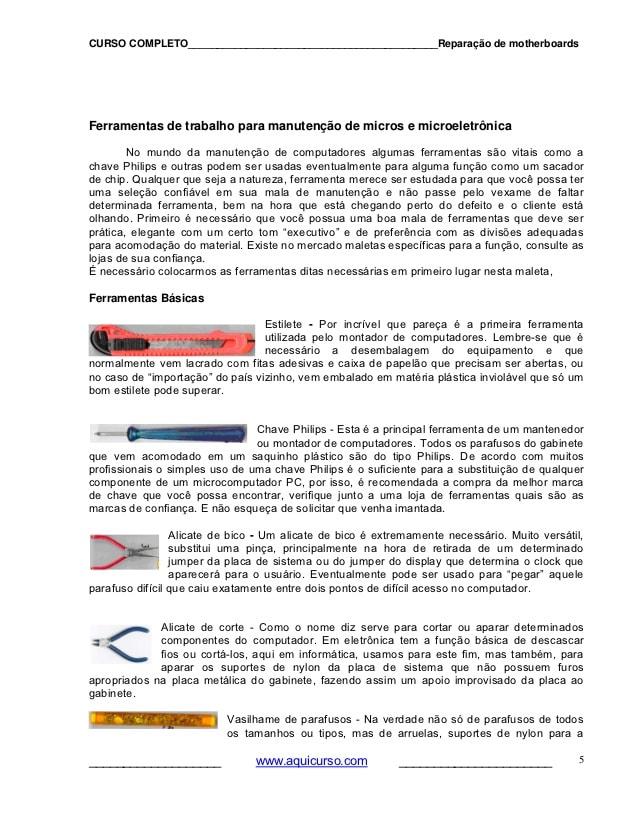 CURSO COMPLETO__________________________________________Reparação de motherboards
Ferramentas de trabalho para manutenção de micros e microeletrônica
No mundo da manutenção de computadores algumas ferramentas são vitais como a
chave Philips e outras podem ser usadas eventualmente para alguma função como um sacador
de chip. Qualquer que seja a natureza, ferramenta merece ser estudada para que você possa ter
uma seleção confiável em sua mala de manutenção e não passe pelo vexame de faltar
determinada ferramenta, bem na hora que está chegando perto do defeito e o cliente está
olhando. Primeiro é necessário que você possua uma boa mala de ferramentas que deve ser
prática, elegante com um certo tom “executivo” e de preferência com as divisões adequadas
para acomodação do material. Existe no mercado maletas específicas para a função, consulte as
lojas de sua confiança.
É necessário colocarmos as ferramentas ditas necessárias em primeiro lugar nesta maleta,
Ferramentas Básicas
Estilete - Por incrível que pareça é a primeira ferramenta
utilizada pelo montador de computadores. Lembre-se que é
necessário a desembalagem do equipamento e que
normalmente vem lacrado com fitas adesivas e caixa de papelão que precisam ser abertas, ou
no caso de “importação” do país vizinho, vem embalado em matéria plástica inviolável que só um
bom estilete pode superar.
Chave Philips - Esta é a principal ferramenta de um mantenedor
ou montador de computadores. Todos os parafusos do gabinete
que vem acomodado em um saquinho plástico são do tipo Philips. De acordo com muitos
profissionais o simples uso de uma chave Philips é o suficiente para a substituição de qualquer
componente de um microcomputador PC, por isso, é recomendada a compra da melhor marca
de chave que você possa encontrar, verifique junto a uma loja de ferramentas quais são as
marcas de confiança. E não esqueça de solicitar que venha imantada.
Alicate de bico - Um alicate de bico é extremamente necessário. Muito versátil,
substitui uma pinça, principalmente na hora de retirada de um determinado
jumper da placa de sistema ou do jumper do display que determina o clock que
aparecerá para o usuário. Eventualmente pode ser usado para “pegar” aquele
parafuso difícil que caiu exatamente entre dois pontos de difícil acesso no computador.
Alicate de corte - Como o nome diz serve para cortar ou aparar determinados
componentes do computador. Em eletrônica tem a função básica de descascar
fios ou cortá-los, aqui em informática, usamos para este fim, mas também, para
aparar os suportes de nylon da placa de sistema que não possuem furos
apropriados na placa metálica do gabinete, fazendo assim um apoio improvisado da placa ao
gabinete.
Vasilhame de parafusos - Na verdade não só de parafusos de todos
os tamanhos ou tipos, mas de arruelas, suportes de nylon para a
____________________ www.aquicurso.com _______________________ 5